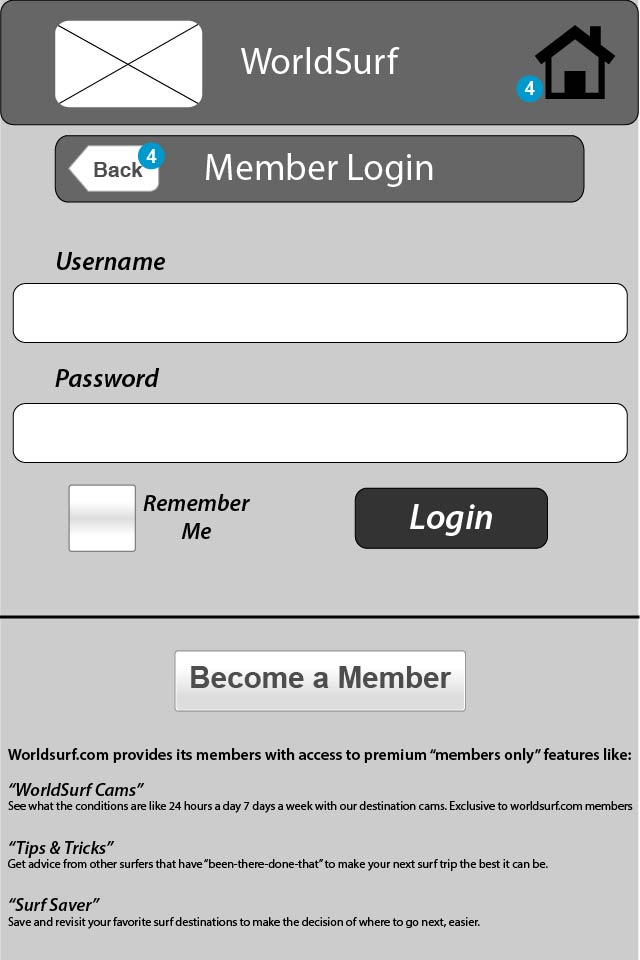 WorldSurf
4
Back
4
Member Login
Username
Password
Remember
Me
Login
Become a Member
Worldsurf.com provides its members with access to premium “members only” features like:
“WorldSurf Cams”
See what the conditions are like 24 hours a day 7 days a week with our destination cams. Exclusive to worldsurf.com members
“Tips & Tricks”
Get advice from other surfers that have “been-there-done-that” to make your next surf trip the best it can be.
“Surf Saver”
Save and revisit your favorite surf destinations to make the decision of where to go next, easier.